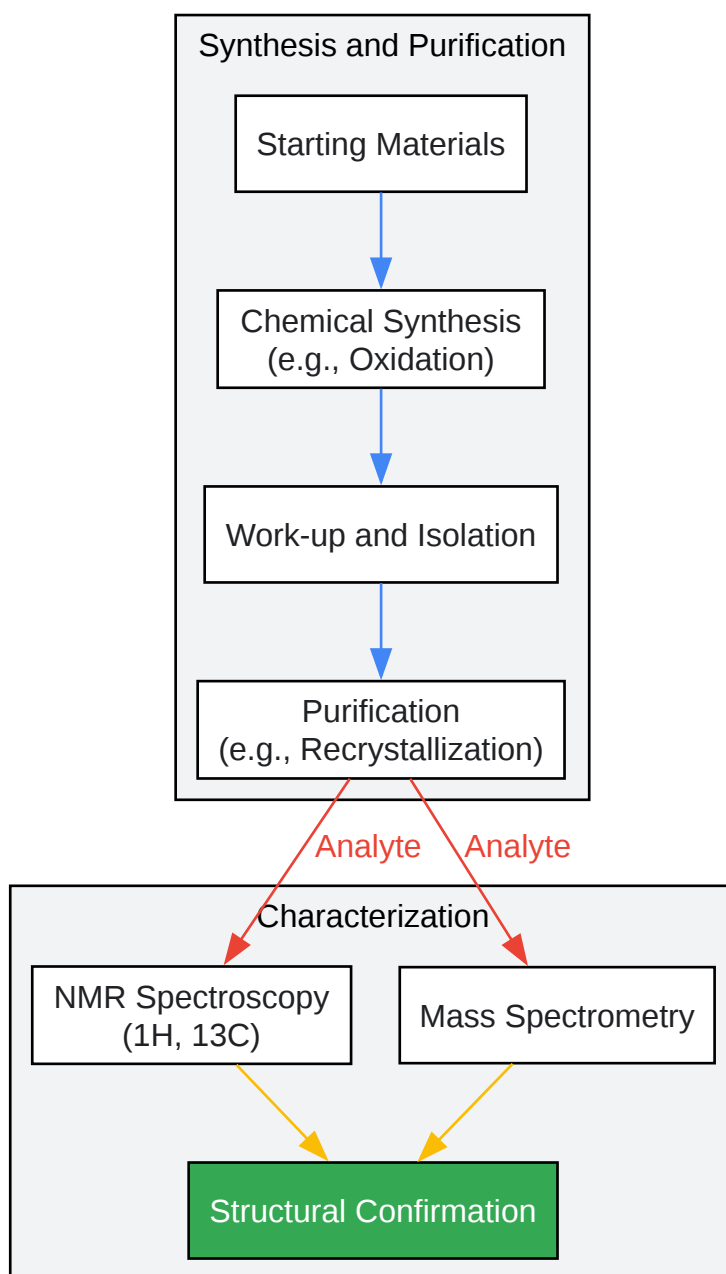 Synthesis and Purification
Starting Materials
Chemical Synthesis
(e.g., Oxidation)
Work-up and Isolation
Purification
(e.g., Recrystallization)
Analyte
Analyte
Characterization
NMR Spectroscopy
(1H, 13C)
Mass Spectrometry
Structural Confirmation